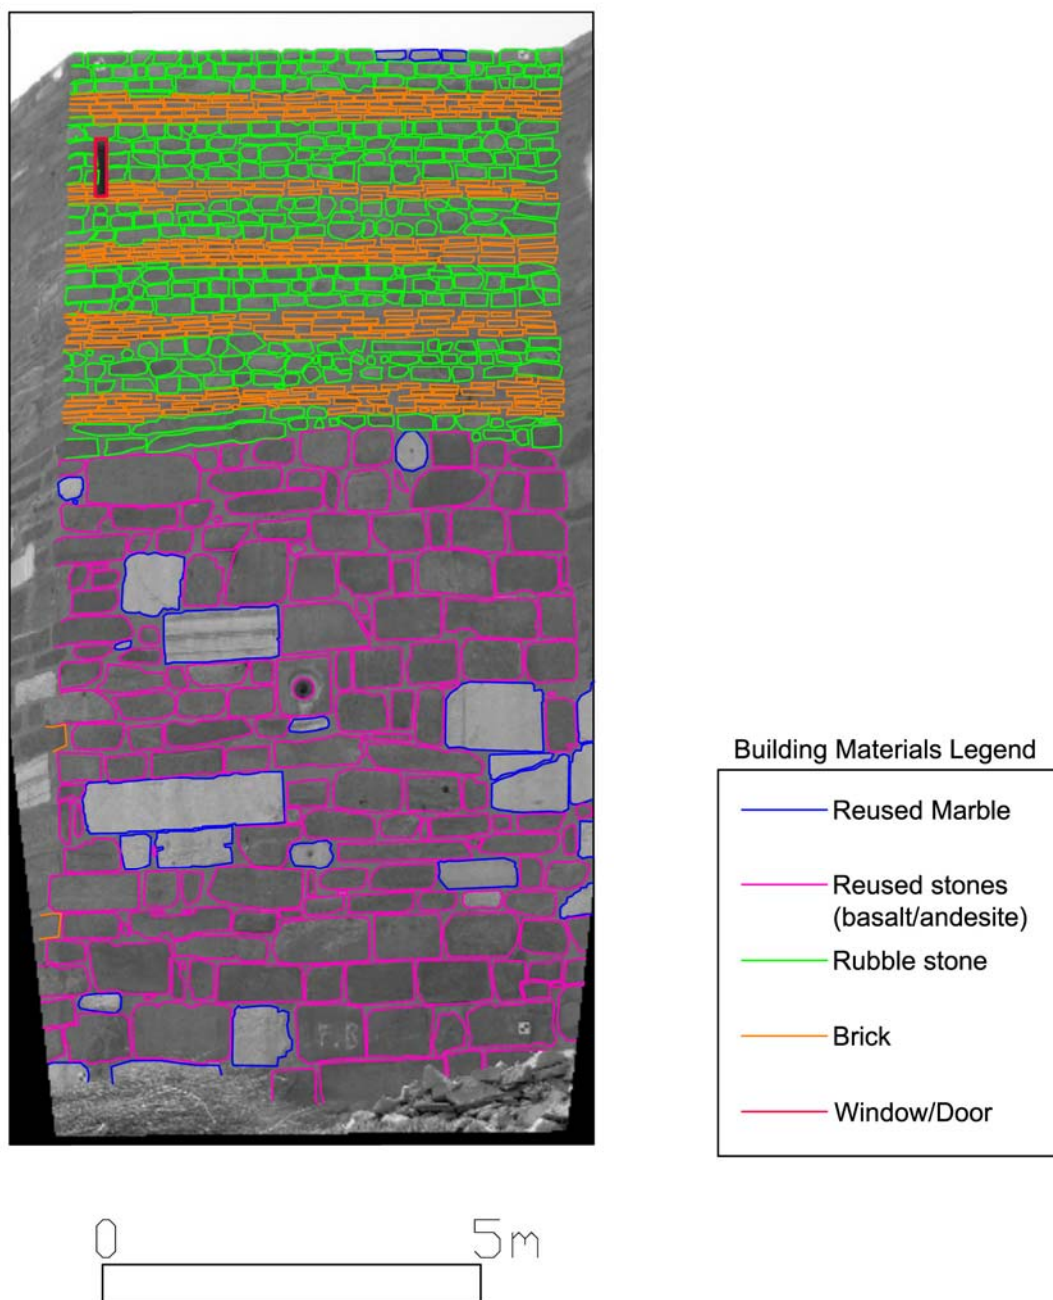 F.B
Building Materials Legend
Reused Marble
Reused stones
(basalt/andesite)
Rubble stone
Brick
Window/Door
0 5m